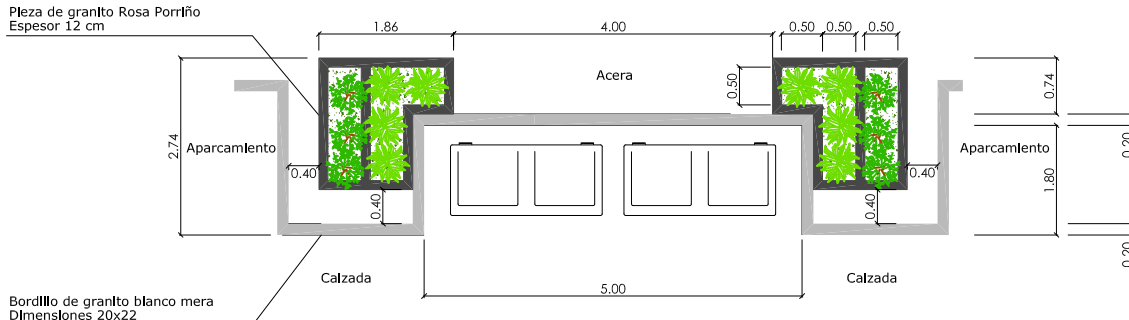 Pieza de granito Rosa Porriño
Espesor 12 cm
1.86
4.00
0.50
0.50
0.50
Acera
0.50
0.74
2.74
Aparcamiento
Aparcamiento
0.20
0.40
0.40
1.80
0.40
0.40
0.20
Calzada
Calzada
5.00
Bordillo de granito blanco mera
Dimensiones 20x22